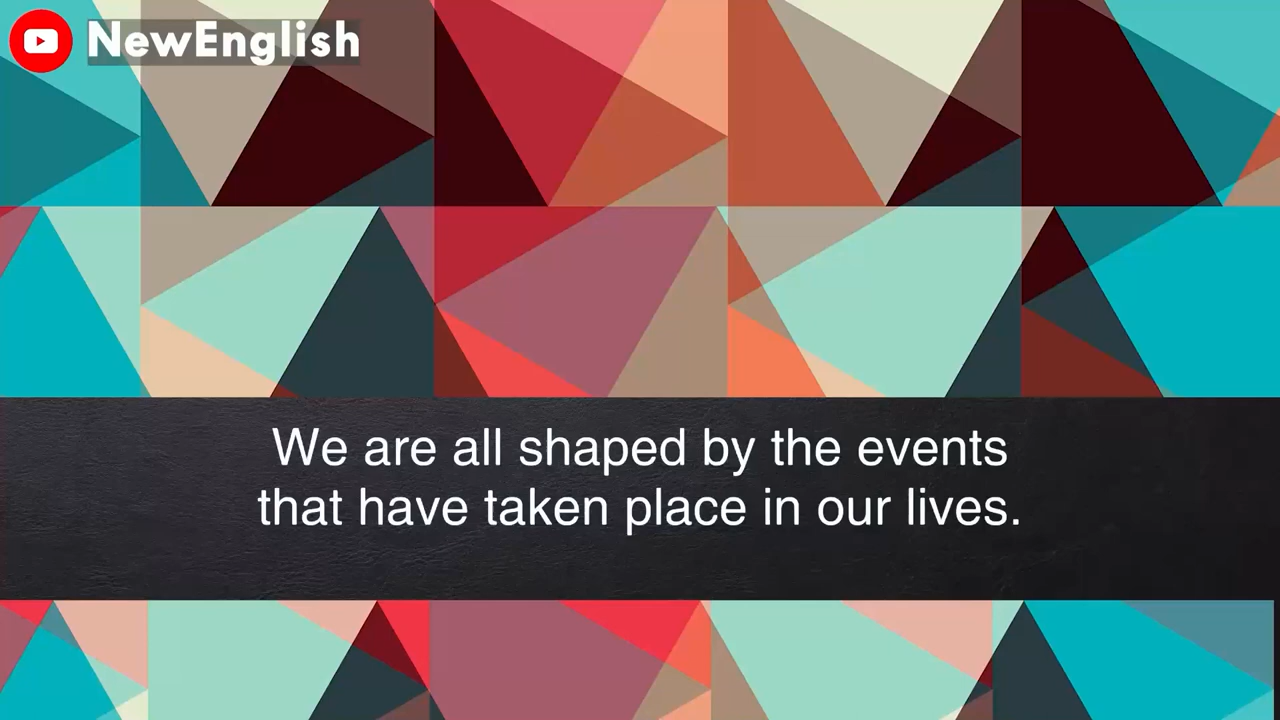 NewEnglish
We are all shaped by the events
that have taken place in our lives.